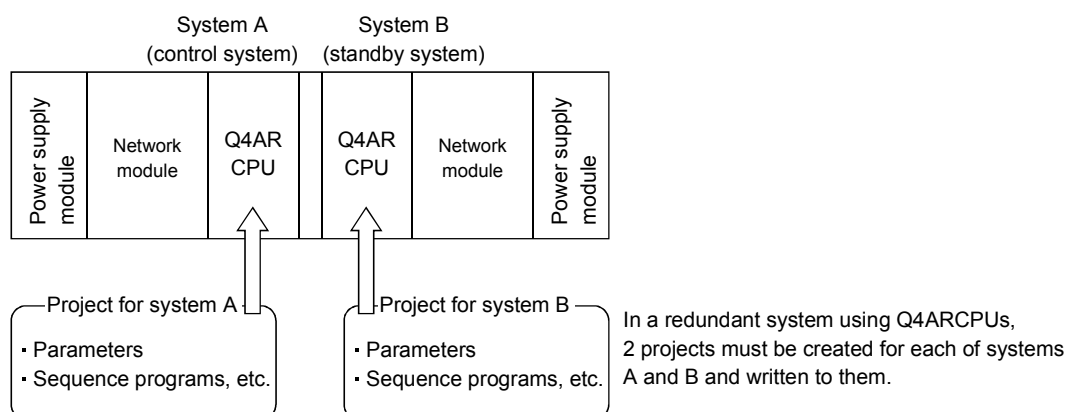 System A
(control system)
System B
(standby system)
Power supply
module
Network
module
Q4AR
CPU
Q4AR
CPU
Network
module
Power supply
module
Project for system A
· Parameters
· Sequence programs, etc.
Project for system B
· Parameters
· Sequence programs, etc.
In a redundant system using Q4ARCPUs,
2 projects must be created for each of systems
A and B and written to them.